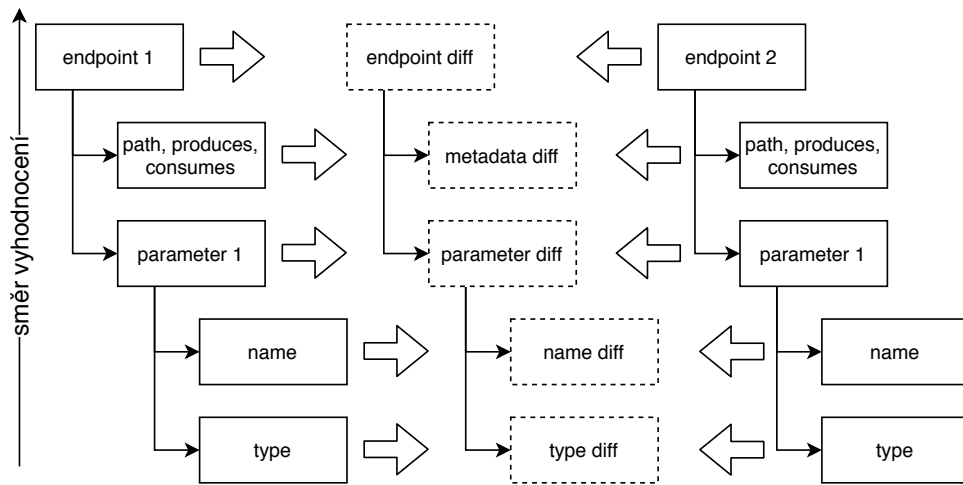 endpoint 1
endpoint diff
endpoint 2
path, produces,
consumes
metadata diff
path, produces,
consumes
parameter 1
parameter diff
parameter 1
name
name diff
name
type
type diff
type
směr vyhodnocení